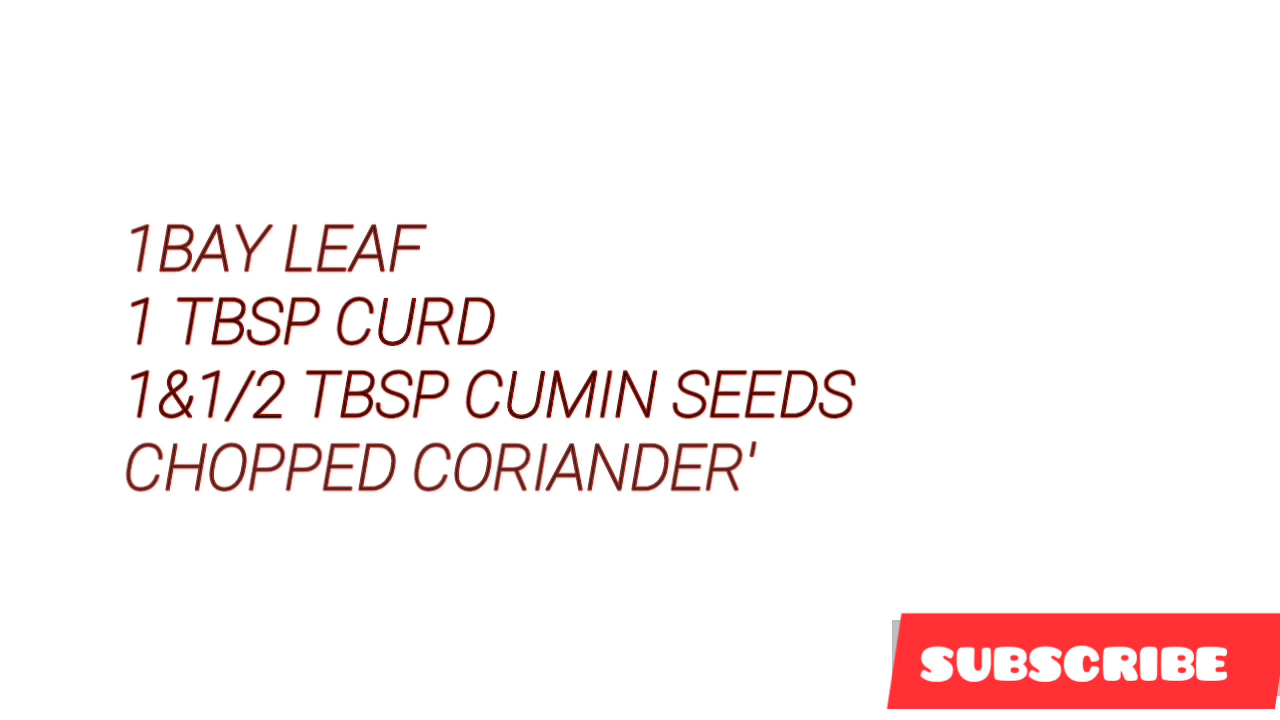 1BAY LEAF
1 TBSP CURD
1&1/2 TBSP CUMIN SEEDS
CHOPPED CORIANDER'
SUBSCRIBE